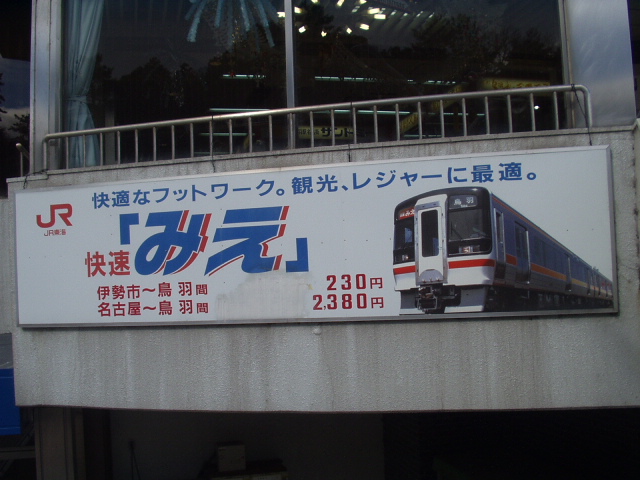 快適なフットワーク。観光、レジャーに最適。
JR
JR東海
快速「みえ」
伊勢市〜鳥 羽 間 230円
名古屋〜鳥 羽 間 2,380円
鳥羽